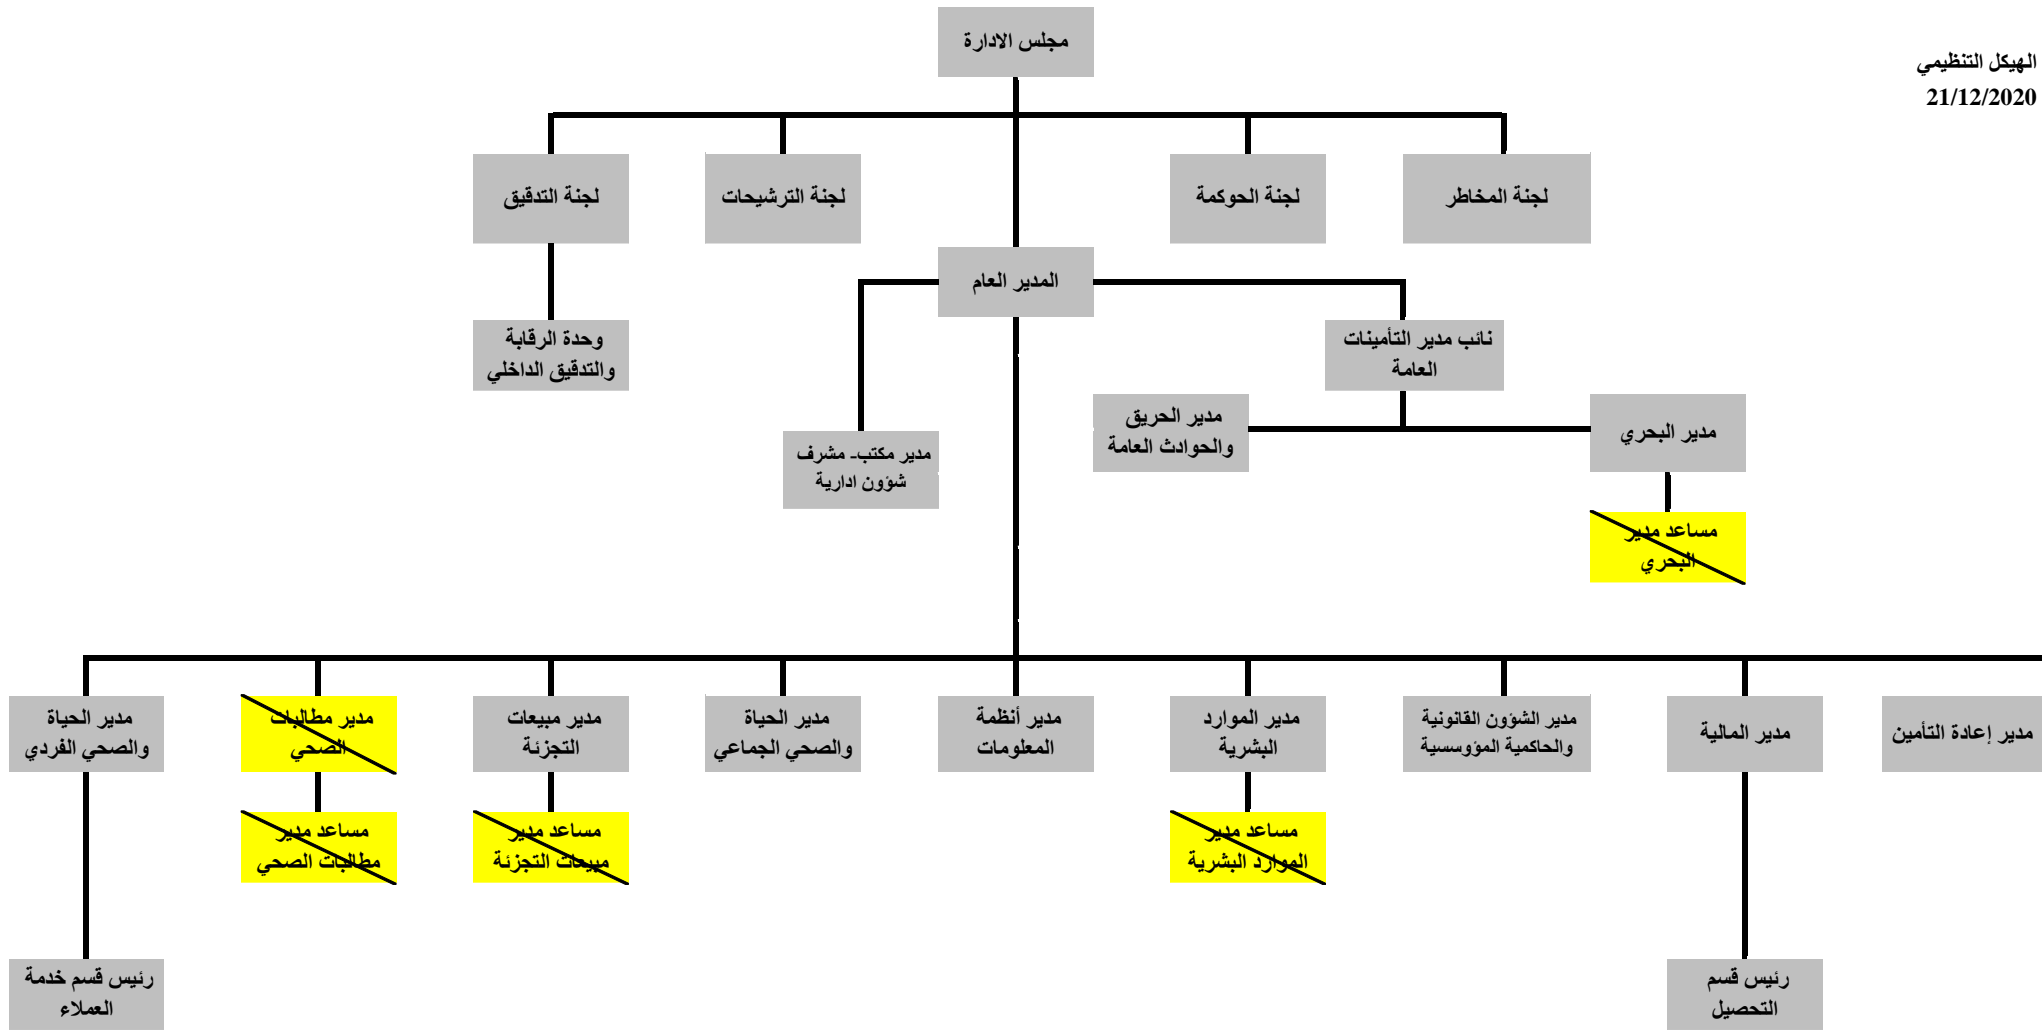 الهيكل التنظيمي
21/12/2020
مجلس الادارة
لجنة المخاطر
لجنة الحوكمة
لجنة الترشيحات
لجنة التدقيق
المدير العام
نائب مدير التأمينات
العامة
وحدة الرقابة
والتدقيق الداخلي
مدير البحري
مدير الحريق
والحوادث العامة
مدير مكتب- مشرف
شؤون ادارية
مساعد مدير
البحري
مدير إعادة التأمين
مدير المالية
مدير الشؤون القانونية
والحاكمية المؤوسسية
مدير الموارد
البشرية
مدير أنظمة
المعلومات
مدير الحياة
والصحي الجماعي
مدير مبيعات
التجزئة
مدير مطالبات
الصحي
مدير الحياة
والصحي الفردي
مساعد مدير
الموارد البشرية
مساعد مدير
مبيعات التجزئة
مساعد مدير
مطالبات الصحي
رئيس قسم
التحصيل
رئيس قسم خدمة
العملاء